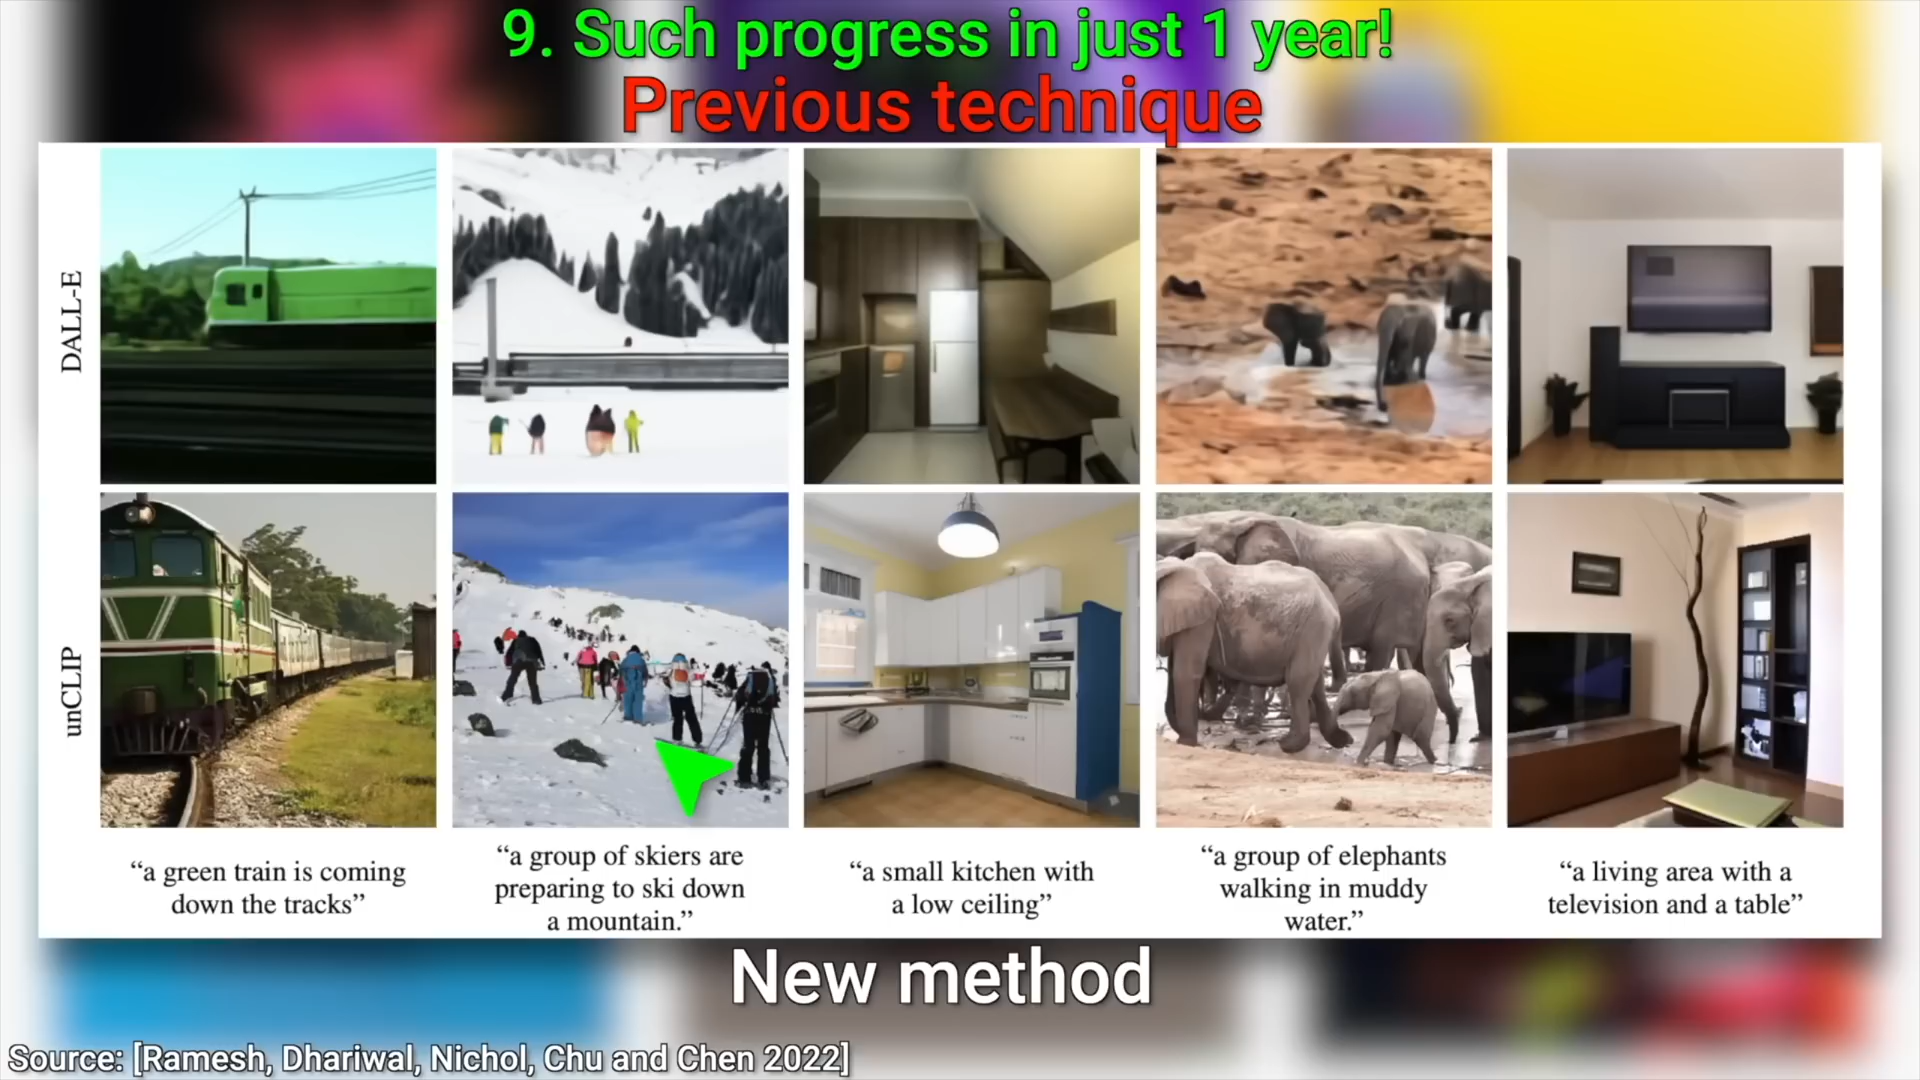 9. Such progress in just 1 year!
Previous technique
DALL-E
unCLIP
“a green train is coming
down the tracks”
“a group of skiers are
preparing to ski down
a mountain.”
“a small kitchen with
a low ceiling”
“a group of elephants
walking in muddy
water.”
“a living area with a
television and a table”
New method
Source: [Ramesh, Dhariwal, Nichol, Chu and Chen 2022]